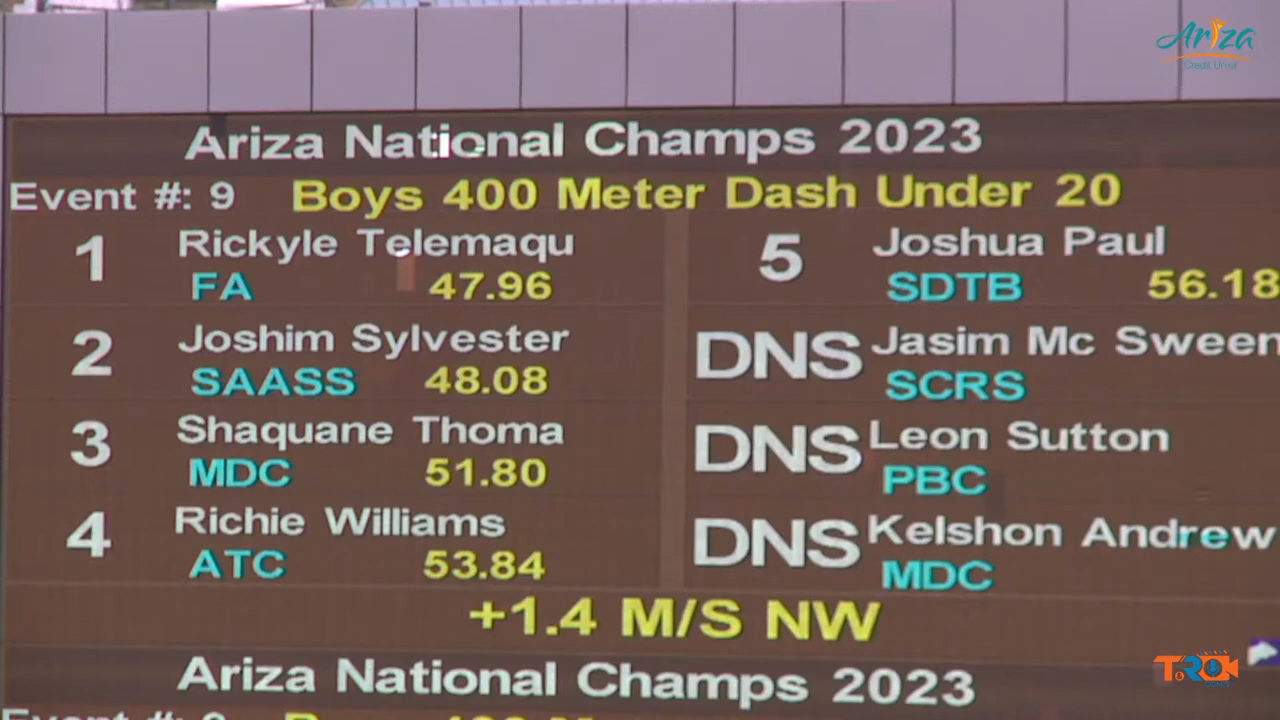 Ariza
Credit Union
Ariza National Champs 2023
Event #: 9 Boys 400 Meter Dash Under 20
1 Rickyle Telemaqu
FA 47.96
2 Joshim Sylvester
SAASS 48.08
3 Shaquane Thoma
MDC 51.80
4 Richie Williams
ATC 53.84
5 Joshua Paul
SDTB 56.18
DNS Jasim Mc Sween
SCRS
DNS Leon Sutton
PBC
DNS Kelshon Andrew
MDC
+1.4 M/S NW
Ariza National Champs 2023